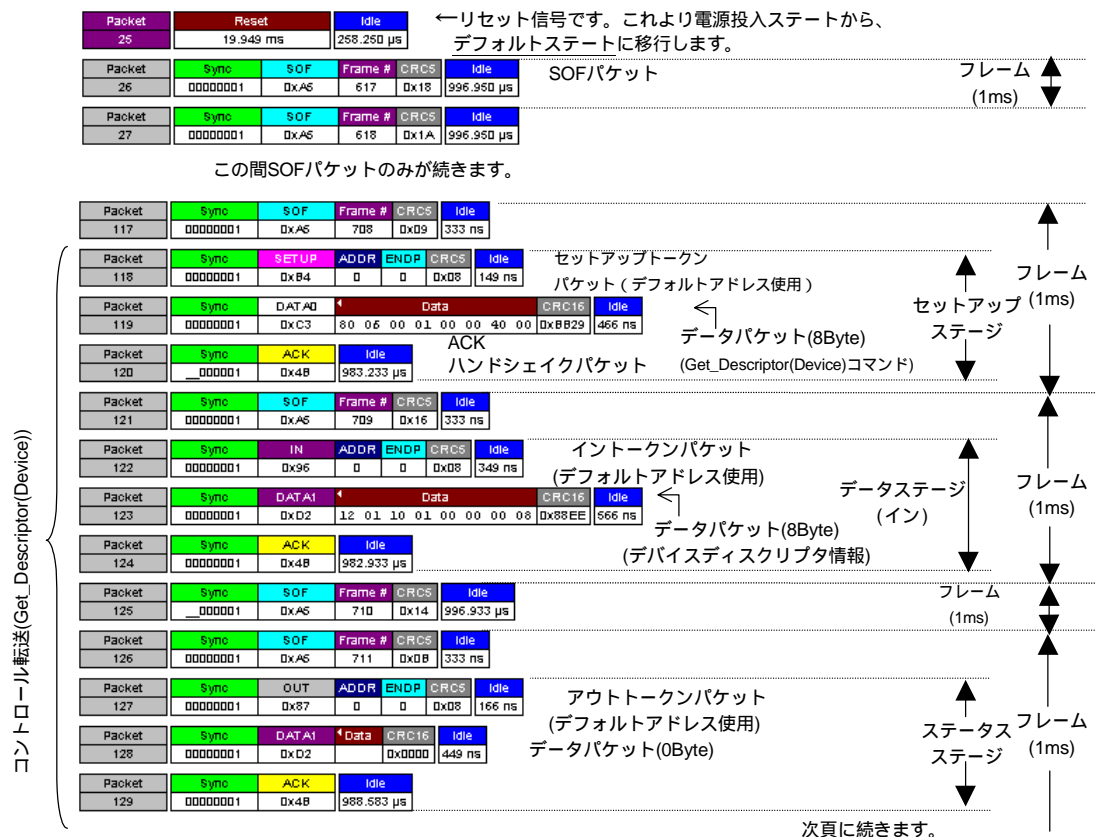 Packet Reset Idle
25 19.949 ms 258.250 µs
←リセット信号です。これより電源投入ステートから、
デフォルトステートに移行します。
Packet Sync SOF Frame # CRC5 Idle
26 00000001 0xA5 617 0x18 996.950 µs
SOFパケット
フレーム
(1ms)
Packet Sync SOF Frame # CRC5 Idle
27 00000001 0xA5 618 0x1A 996.950 µs
この間SOFパケットのみが続きます。
Packet Sync SOF Frame # CRC5 Idle
117 00000001 0xA5 708 0x09 333 ns
コントロール転送(Get_Descriptor(Device))
Packet Sync SETUP ADDR ENDP CRC5 Idle
118 00000001 0xB4 0 0 0x08 149 ns
セットアップトークン
パケット(デフォルトアドレス使用)
フレーム
(1ms)
セットアップ
ステージ
Packet Sync DATA0 Data CRC16 Idle
119 00000001 0xC3 80 06 00 01 00 00 40 00 0xBB29 466 ns
データパケット(8Byte)
(Get_Descriptor(Device)コマンド)
Packet Sync ACK Idle
120 __000001 0x4B 983.233 µs
ACK
ハンドシェイクパケット
Packet Sync SOF Frame # CRC5 Idle
121 00000001 0xA5 709 0x16 333 ns
Packet Sync IN ADDR ENDP CRC5 Idle
122 00000001 0x96 0 0 0x08 349 ns
イントークンパケット
(デフォルトアドレス使用)
データステージ
(イン)
フレーム
(1ms)
Packet Sync DATA1 Data CRC16 Idle
123 00000001 0xD2 12 01 10 01 00 00 00 08 0x88EE 566 ns
データパケット(8Byte)
(デバイスディスクリプタ情報)
Packet Sync ACK Idle
124 00000001 0x4B 982.933 µs
Packet Sync SOF Frame # CRC5 Idle
125 __000001 0xA5 710 0x14 996.933 µs
フレーム
(1ms)
Packet Sync SOF Frame # CRC5 Idle
126 00000001 0xA5 711 0x0B 333 ns
Packet Sync OUT ADDR ENDP CRC5 Idle
127 00000001 0x87 0 0 0x08 166 ns
アウトトークンパケット
(デフォルトアドレス使用)
ステータス
ステージ
フレーム
(1ms)
Packet Sync DATA1 Data CRC16 Idle
128 00000001 0xD2 0x0000 449 ns
データパケット(0Byte)
Packet Sync ACK Idle
129 00000001 0x4B 988.583 µs
次頁に続きます。